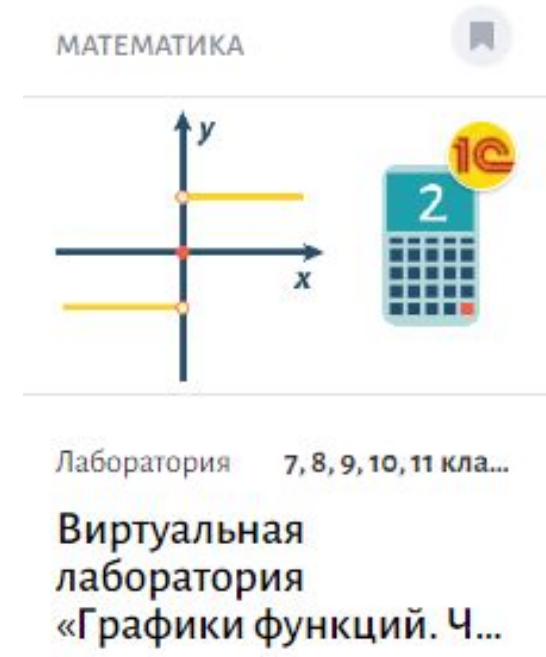 МАТЕМАТИКА
y
1С
2
x
Лаборатория 7, 8, 9, 10, 11 кла...
Виртуальная
лаборатория
«Графики функций. Ч...